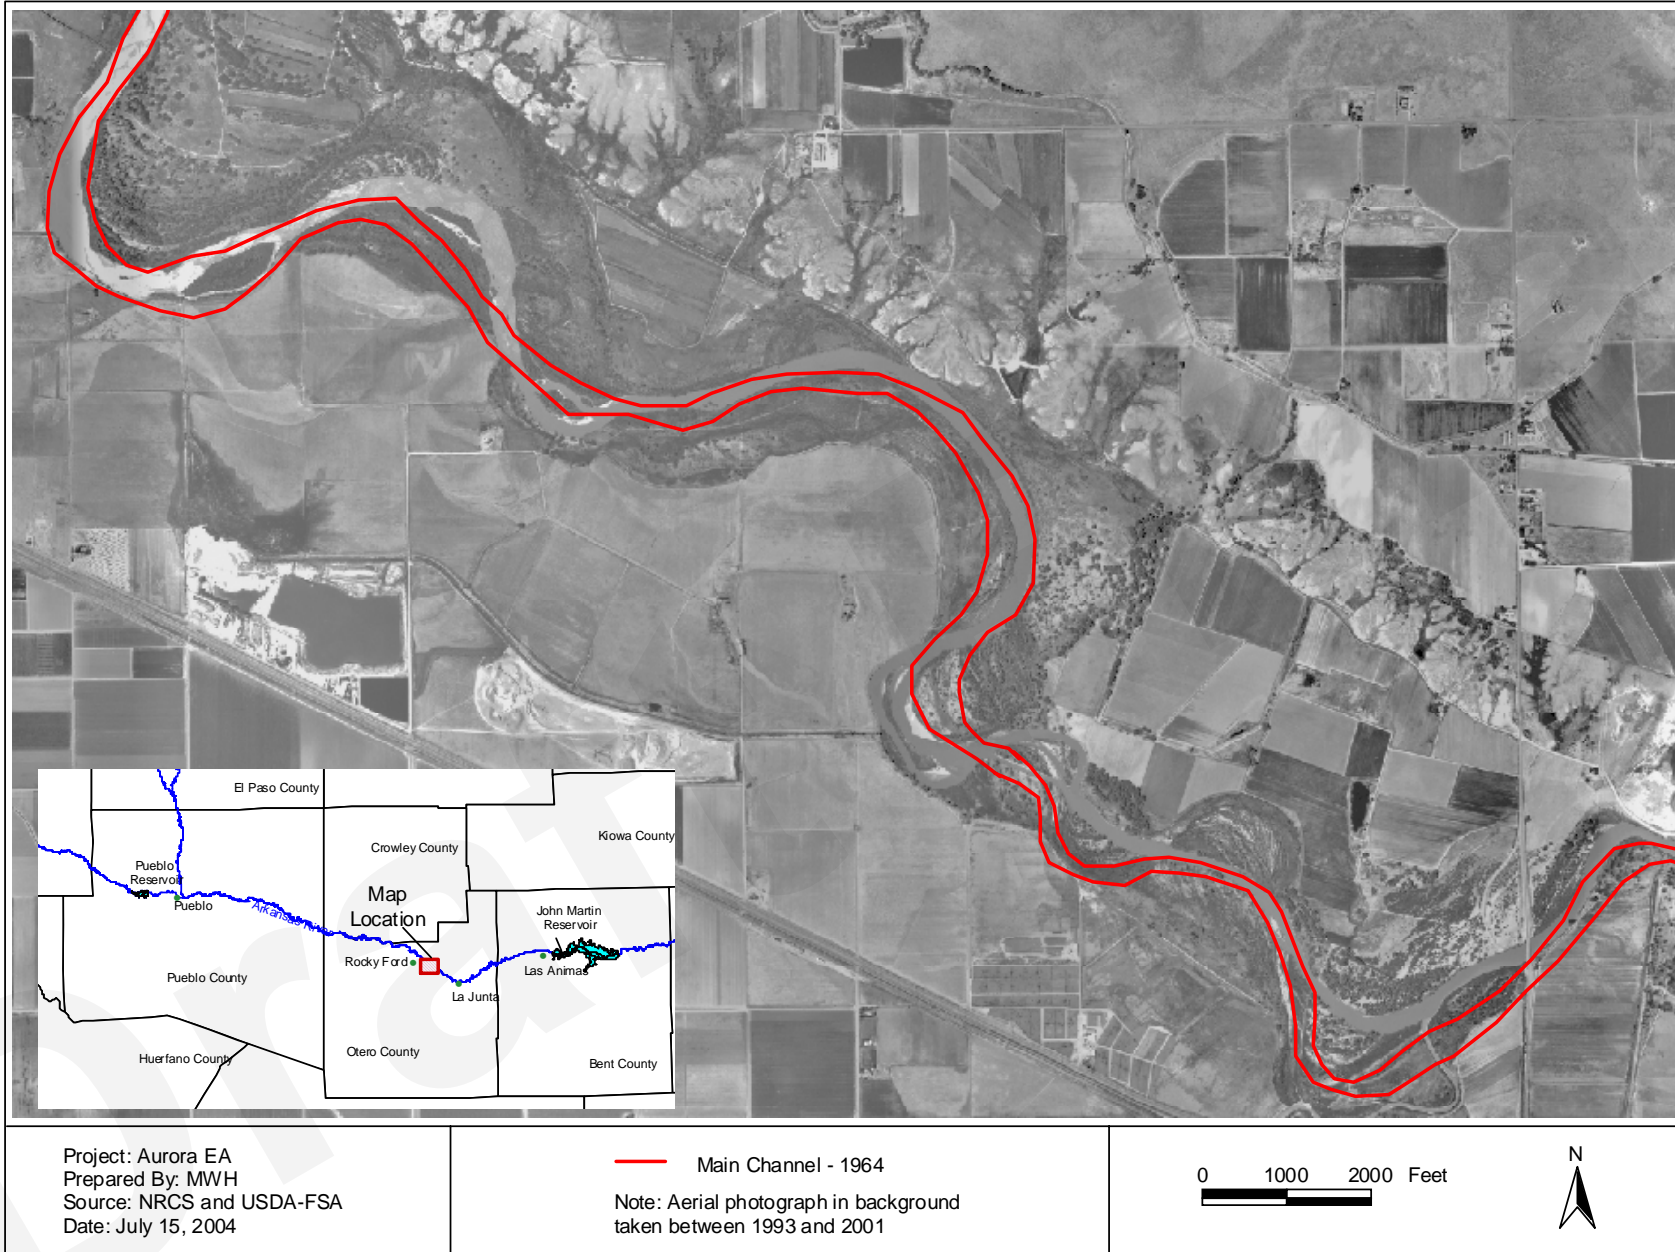 El Paso County
Kiowa County
Crowley County
Pueblo
Reservoir
Map
Location
Pueblo
Arkansas River
John Martin
Reservoir
Rocky Ford
Las Animas
Pueblo County
La Junta
Otero County
Huerfano County
Bent County
Draft
Project: Aurora EA
Prepared By: MWH
Source: NRCS and USDA-FSA
Date: July 15, 2004
Main Channel - 1964
Note: Aerial photograph in background
taken between 1993 and 2001
0 1000 2000 Feet
N